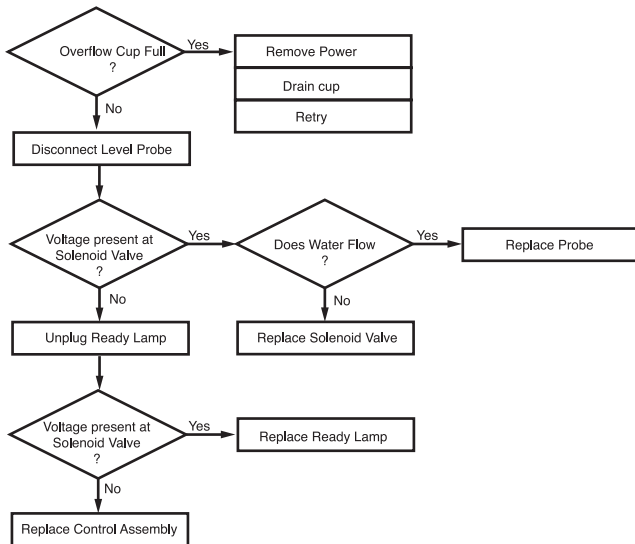 Overflow Cup Full
?
Yes
Remove Power
Drain cup
Retry
No
Disconnect Level Probe
Voltage present at
Solenoid Valve
?
Yes
Does Water Flow
?
Yes
Replace Probe
No
No
Unplug Ready Lamp
Replace Solenoid Valve
Voltage present at
Solenoid Valve
?
Yes
Replace Ready Lamp
No
Replace Control Assembly